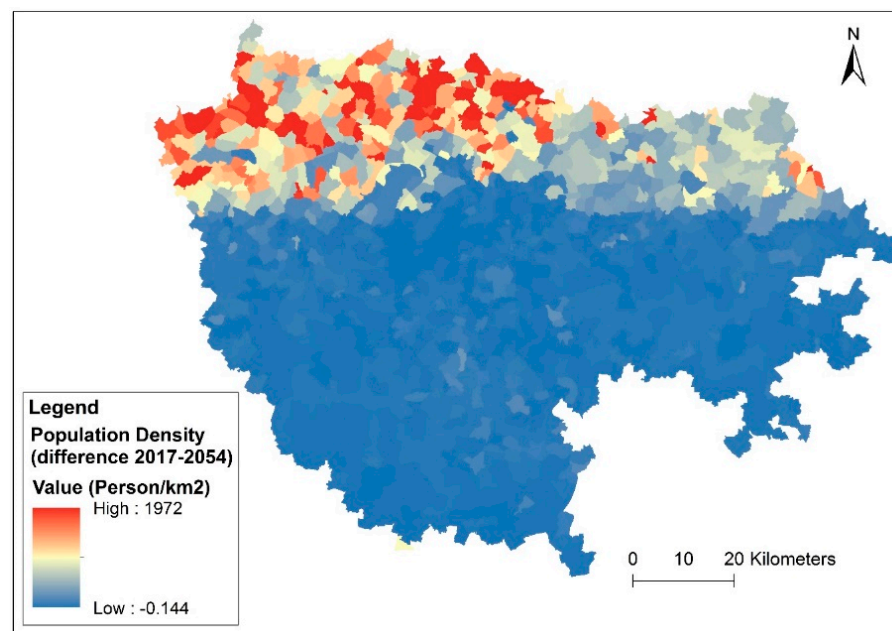 N
Legend
Population Density
(difference 2017-2054)
Value (Person/km2)
High : 1972
Low : -0.144
0 10 20 Kilometers